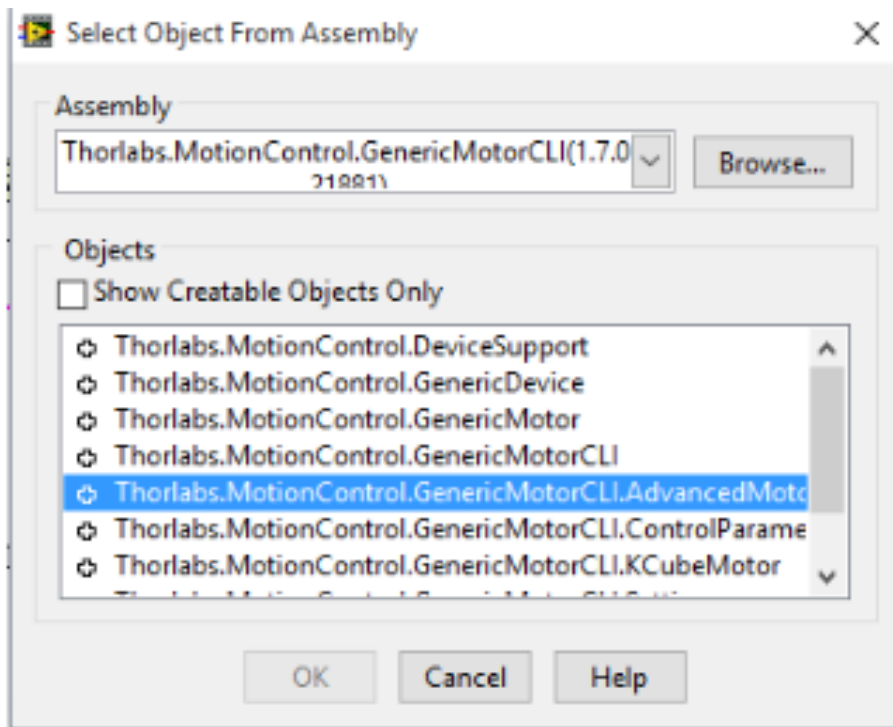 Select Object From Assembly
Assembly
Thorlabs.MotionControl.GenericMotorCLI(1.7.0
21881)
Browse...
Objects
Show Creatable Objects Only
Thorlabs.MotionControl.DeviceSupport
Thorlabs.MotionControl.GenericDevice
Thorlabs.MotionControl.GenericMotor
Thorlabs.MotionControl.GenericMotorCLI
Thorlabs.MotionControl.GenericMotorCLI.AdvancedMoto
Thorlabs.MotionControl.GenericMotorCLI.ControlParame
Thorlabs.MotionControl.GenericMotorCLI.KCubeMotor
OK
Cancel
Help